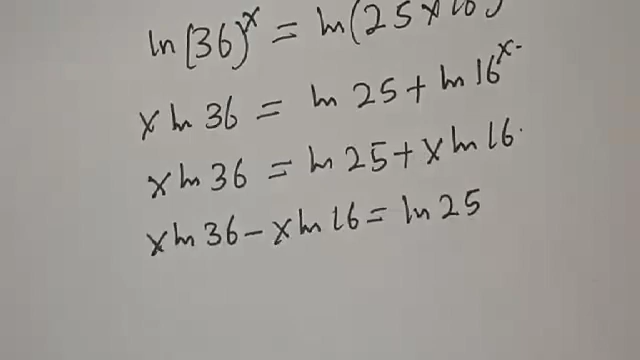 ln(36)^x = ln(25 × 16
x ln 36 = ln 25 + ln 16^x.
x ln 36 = ln 25 + x ln 16.
x ln 36 - x ln 16 = ln 25